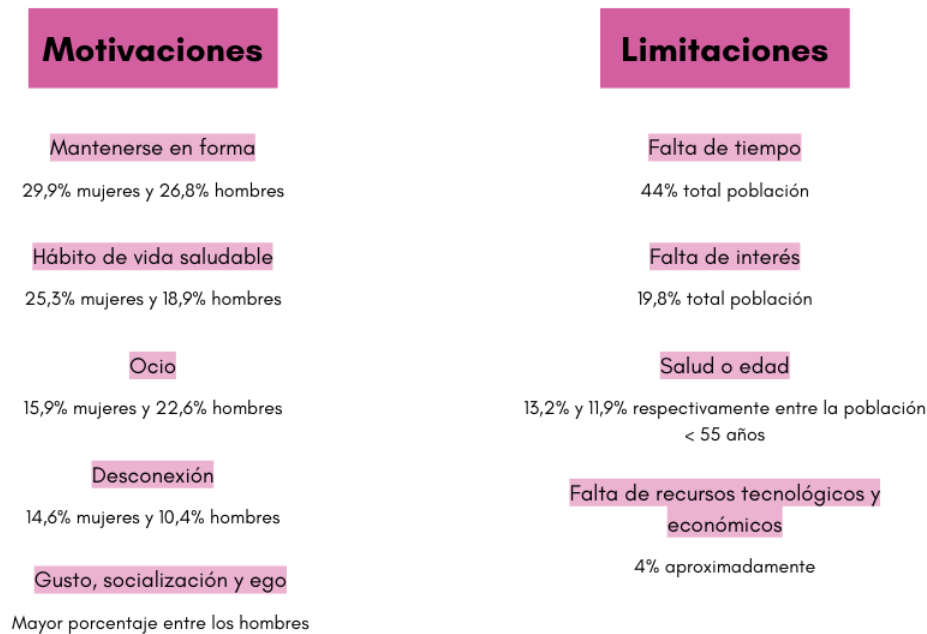 Motivaciones
Mantenerse en forma
29,9% mujeres y 26,8% hombres
Hábito de vida saludable
25,3% mujeres y 18,9% hombres
Ocio
15,9% mujeres y 22,6% hombres
Desconexión
14,6% mujeres y 10,4% hombres
Gusto, socialización y ego
Mayor porcentaje entre los hombres
Limitaciones
Falta de tiempo
44% total población
Falta de interés
19,8% total población
Salud o edad
13,2% y 11,9% respectivamente entre la población
< 55 años
Falta de recursos tecnológicos y
económicos
4% aproximadamente